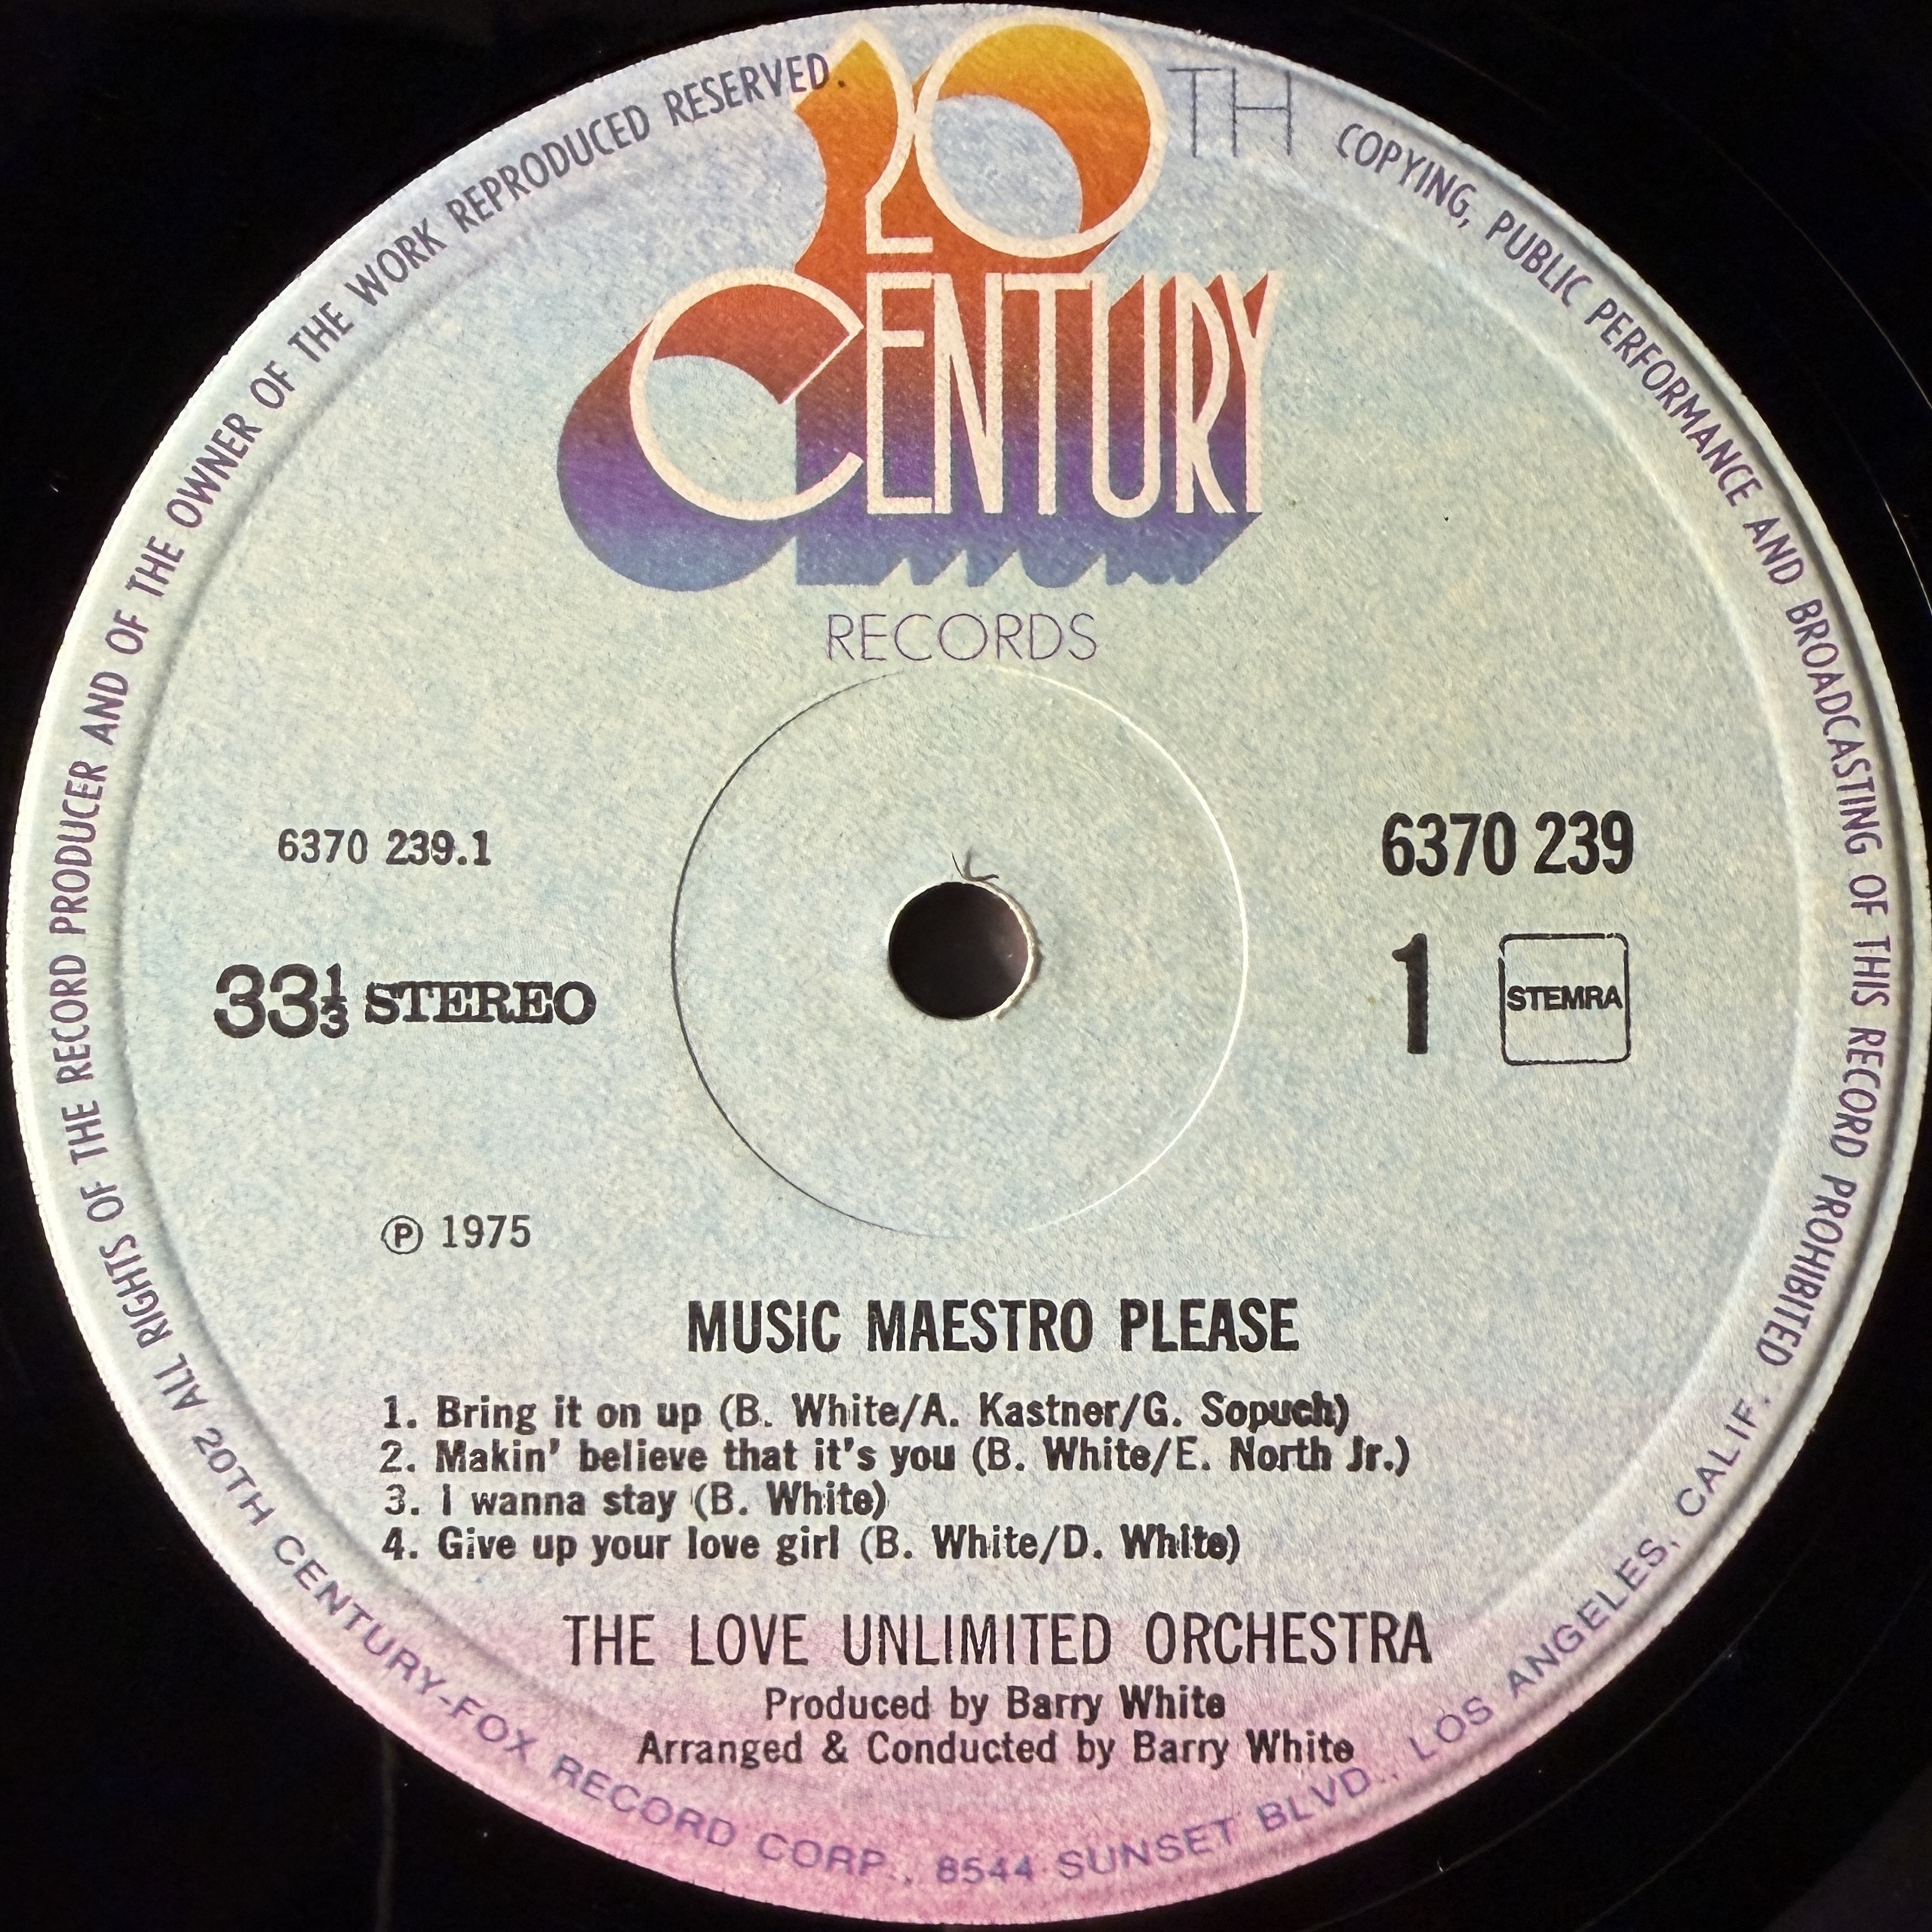 20TH
CENTURY
RECORDS
6370 239.1
6370 239
33⅓ STEREO
1
STEMRA
℗ 1975
MUSIC MAESTRO PLEASE
1. Bring it on up (B. White/A. Kastner/G. Sopuch)
2. Makin' believe that it's you (B. White/E. North Jr.)
3. I wanna stay (B. White)
4. Give up your love girl (B. White/D. White)
THE LOVE UNLIMITED ORCHESTRA
Produced by Barry White
Arranged & Conducted by Barry White
ALL RIGHTS OF THE RECORD PRODUCER AND OF THE OWNER OF THE WORK REPRODUCED RESERVED.
COPYING, PUBLIC PERFORMANCE AND BROADCASTING OF THIS RECORD PROHIBITED
20TH CENTURY-FOX RECORD CORP., 8544 SUNSET BLVD., LOS ANGELES, CALIF.